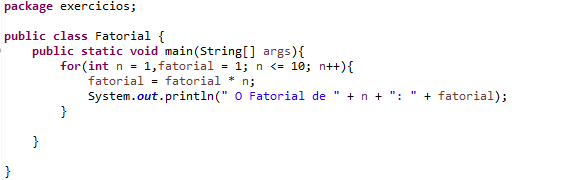 package exercicios;
public class Fatorial {
public static void main(String[] args){
for(int n = 1,fatorial = 1; n <= 10; n++){
fatorial = fatorial * n;
System.out.println(" O Fatorial de " + n + ": " + fatorial);
}
}
}